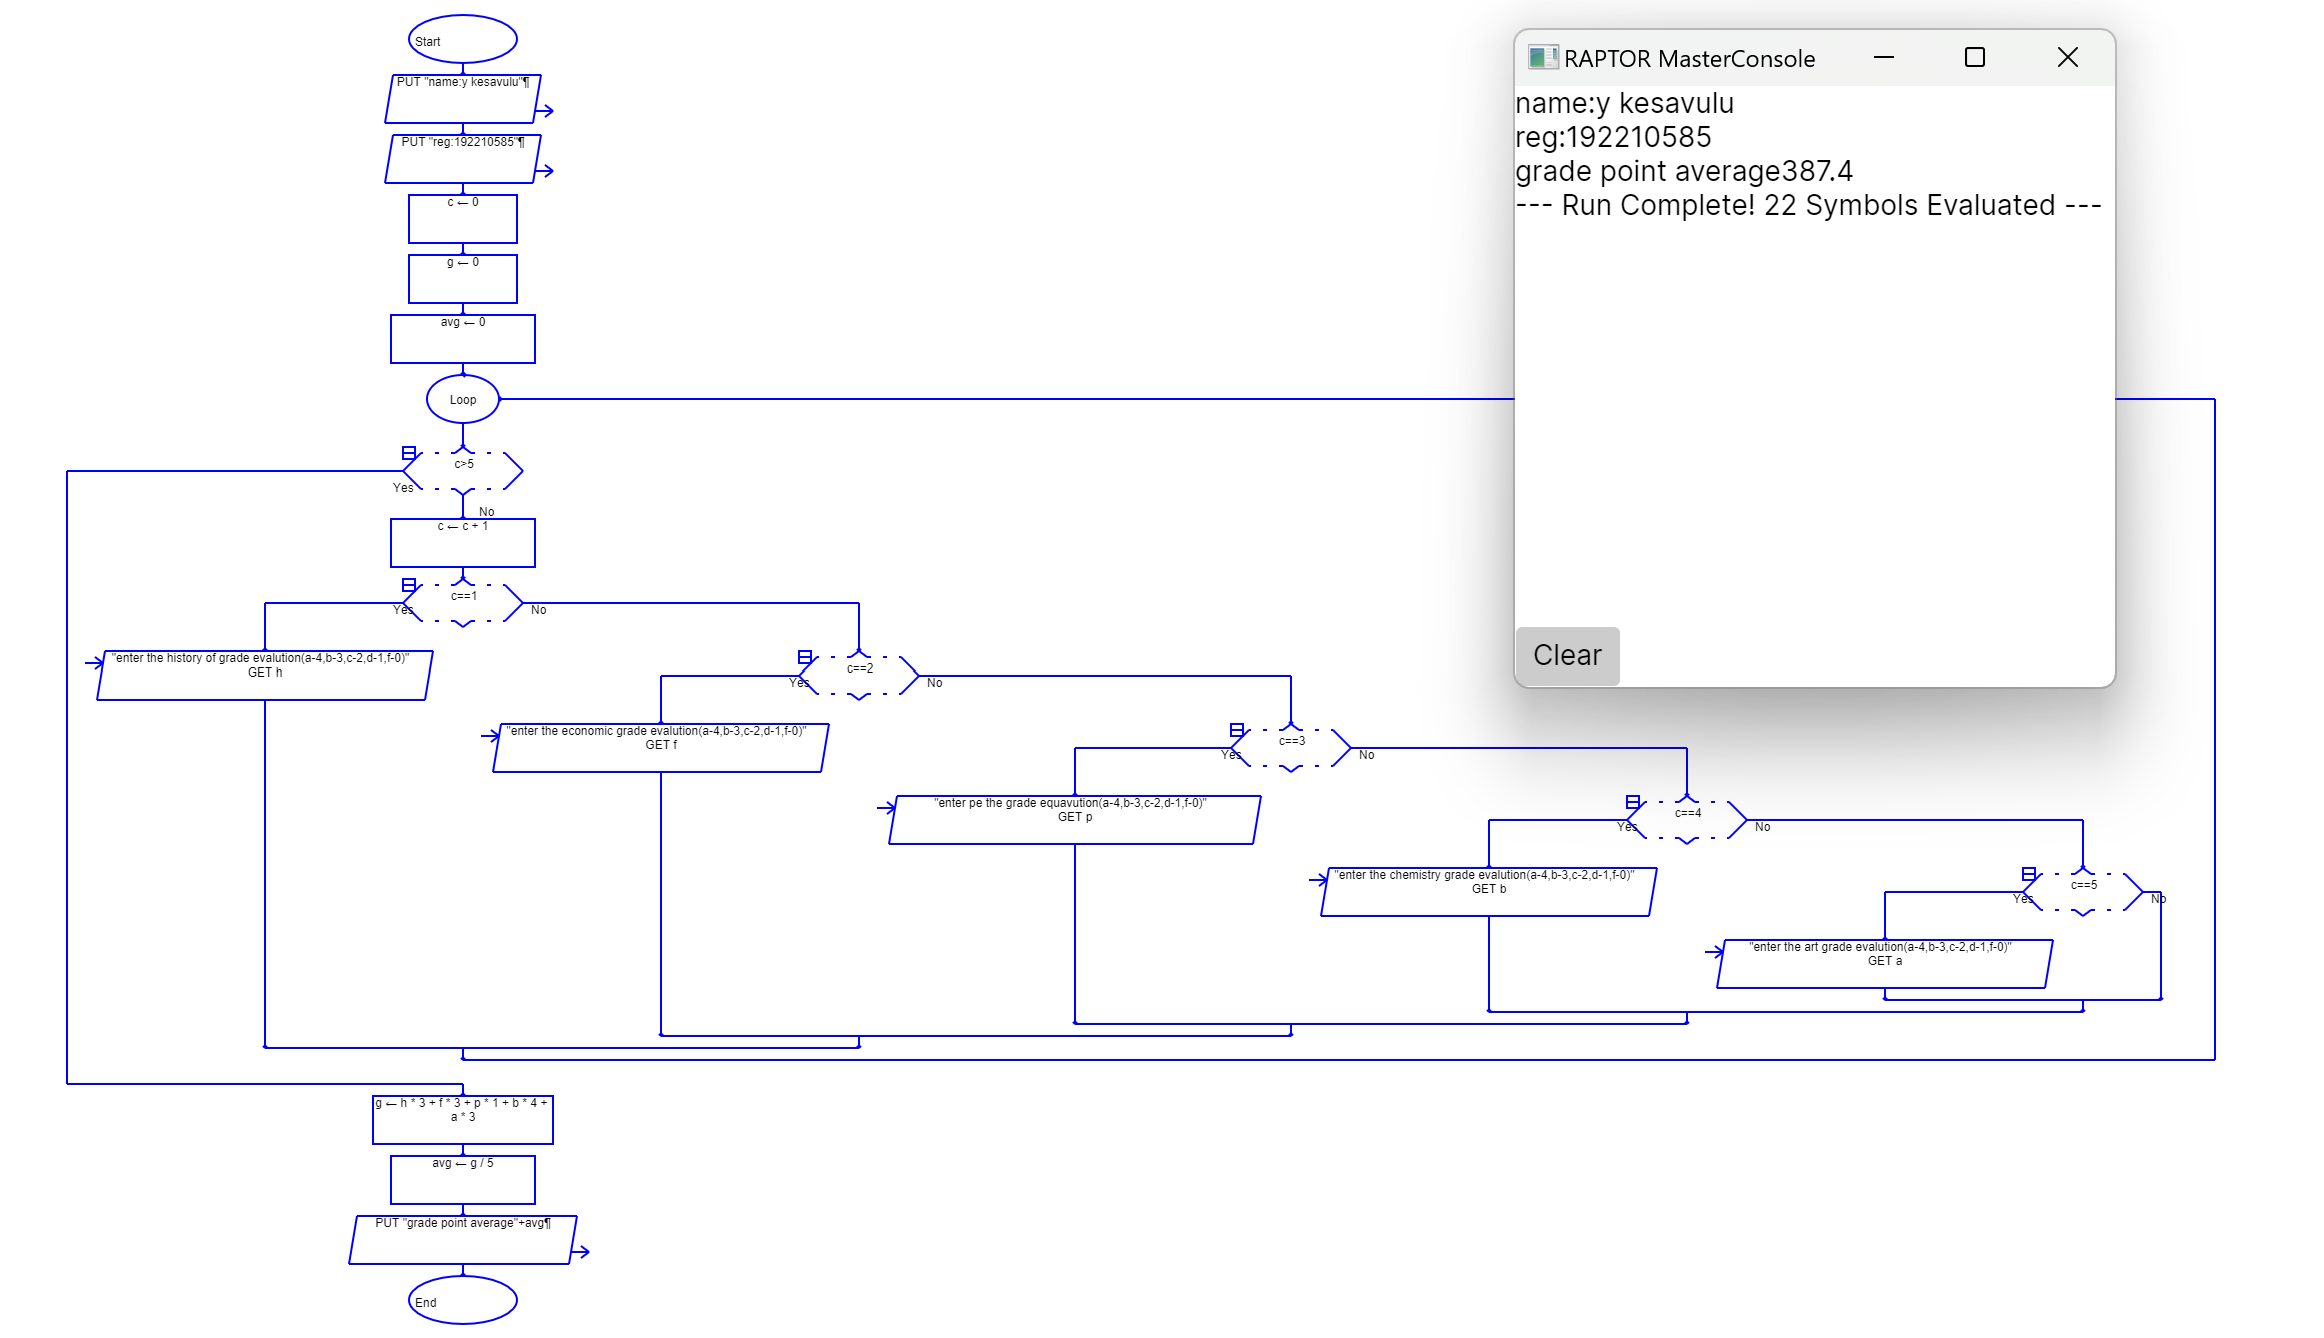 Start
PUT "name:y kesavulu"¶
PUT "reg:192210585"¶
c ← 0
g ← 0
avg ← 0
Loop
c>5
Yes
No
c ← c + 1
c==1
Yes
No
"enter the history of grade evalution(a-4,b-3,c-2,d-1,f-0)"
GET h
c==2
Yes
No
"enter the economic grade evalution(a-4,b-3,c-2,d-1,f-0)"
GET f
c==3
Yes
No
"enter pe the grade equavution(a-4,b-3,c-2,d-1,f-0)"
GET p
c==4
Yes
No
"enter the chemistry grade evalution(a-4,b-3,c-2,d-1,f-0)"
GET b
c==5
Yes
No
"enter the art grade evalution(a-4,b-3,c-2,d-1,f-0)"
GET a
g ← h * 3 + f * 3 + p * 1 + b * 4 +
a * 3
avg ← g / 5
PUT "grade point average"+avg¶
End
RAPTOR MasterConsole
name:y kesavulu
reg:192210585
grade point average387.4
--- Run Complete! 22 Symbols Evaluated ---
Clear